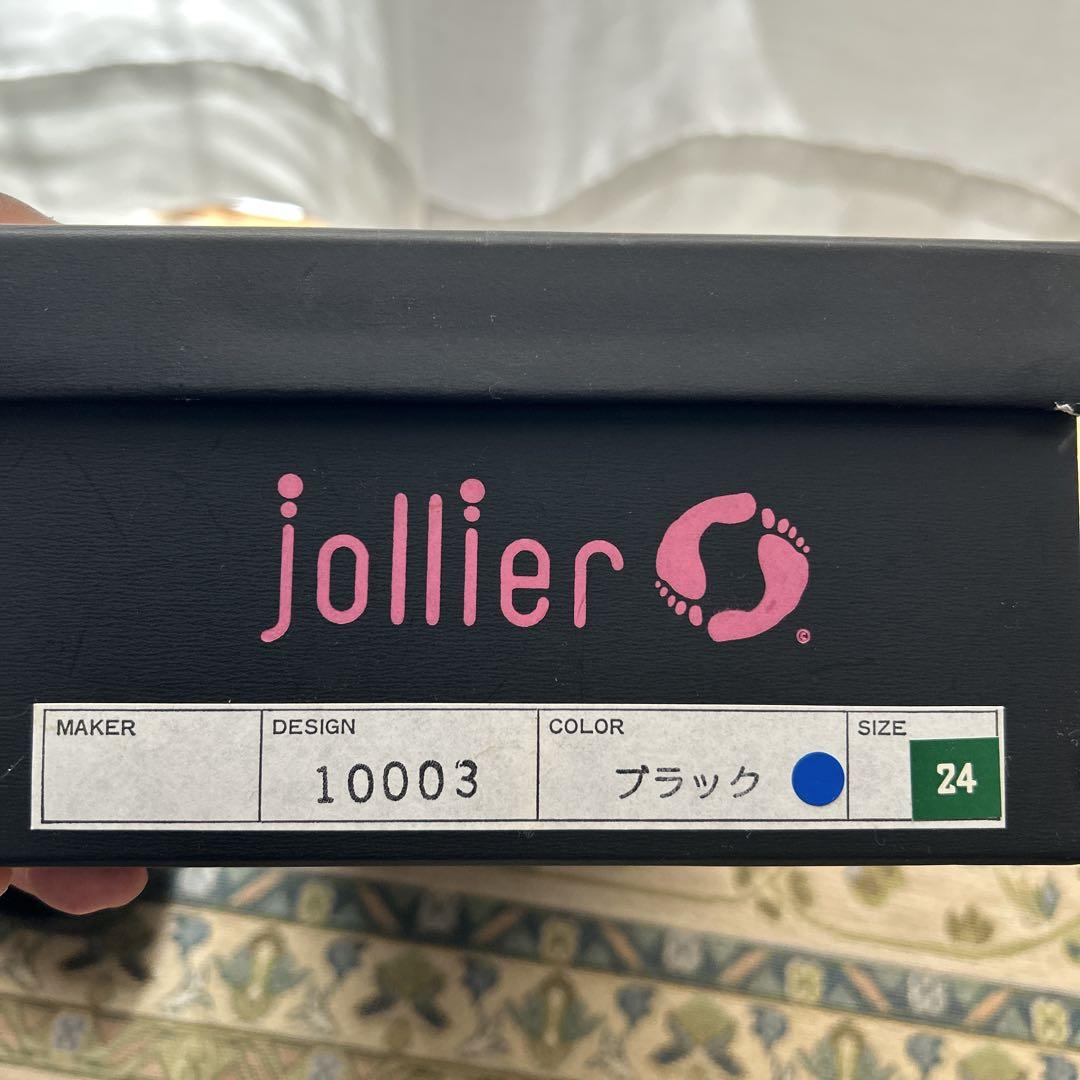 jollier
©
MAKER DESIGN COLOR SIZE
10003 ブラック 24